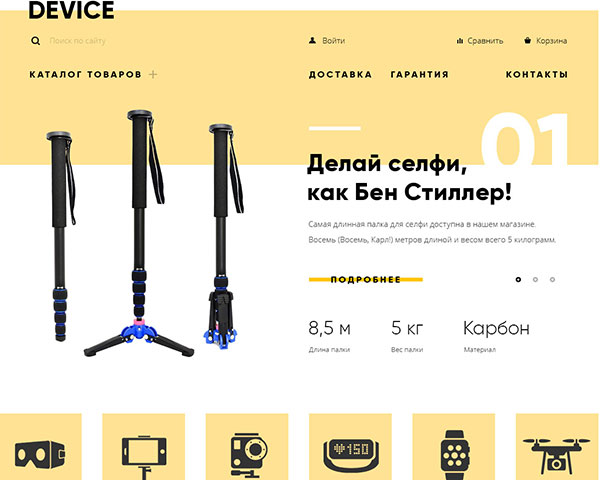 DEVICE
Поиск по сайту
Войти
Сравнить
Корзина
КАТАЛОГ ТОВАРОВ +
ДОСТАВКА
ГАРАНТИЯ
КОНТАКТЫ
01
Делай селфи,
как Бен Стиллер!
Самая длинная палка для селфи доступна в нашем магазине.
Восемь (Восемь, Карл!) метров длиной и весом всего 5 килограмм.
ПОДРОБНЕЕ
8,5 м
5 кг
Карбон
Длина палки
Вес палки
Материал
150